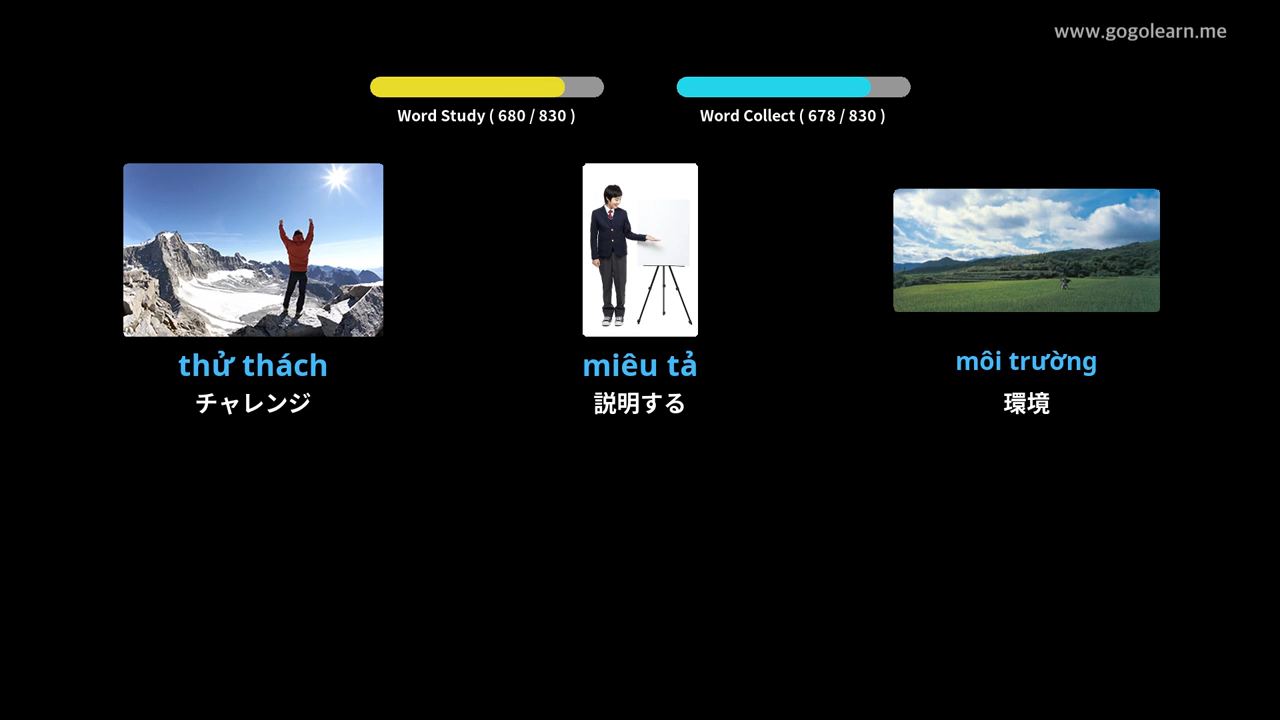 www.gogolearn.me
Word Study ( 680 / 830 )
Word Collect ( 678 / 830 )
thử thách
miêu tả
môi trường
チャレンジ
説明する
環境